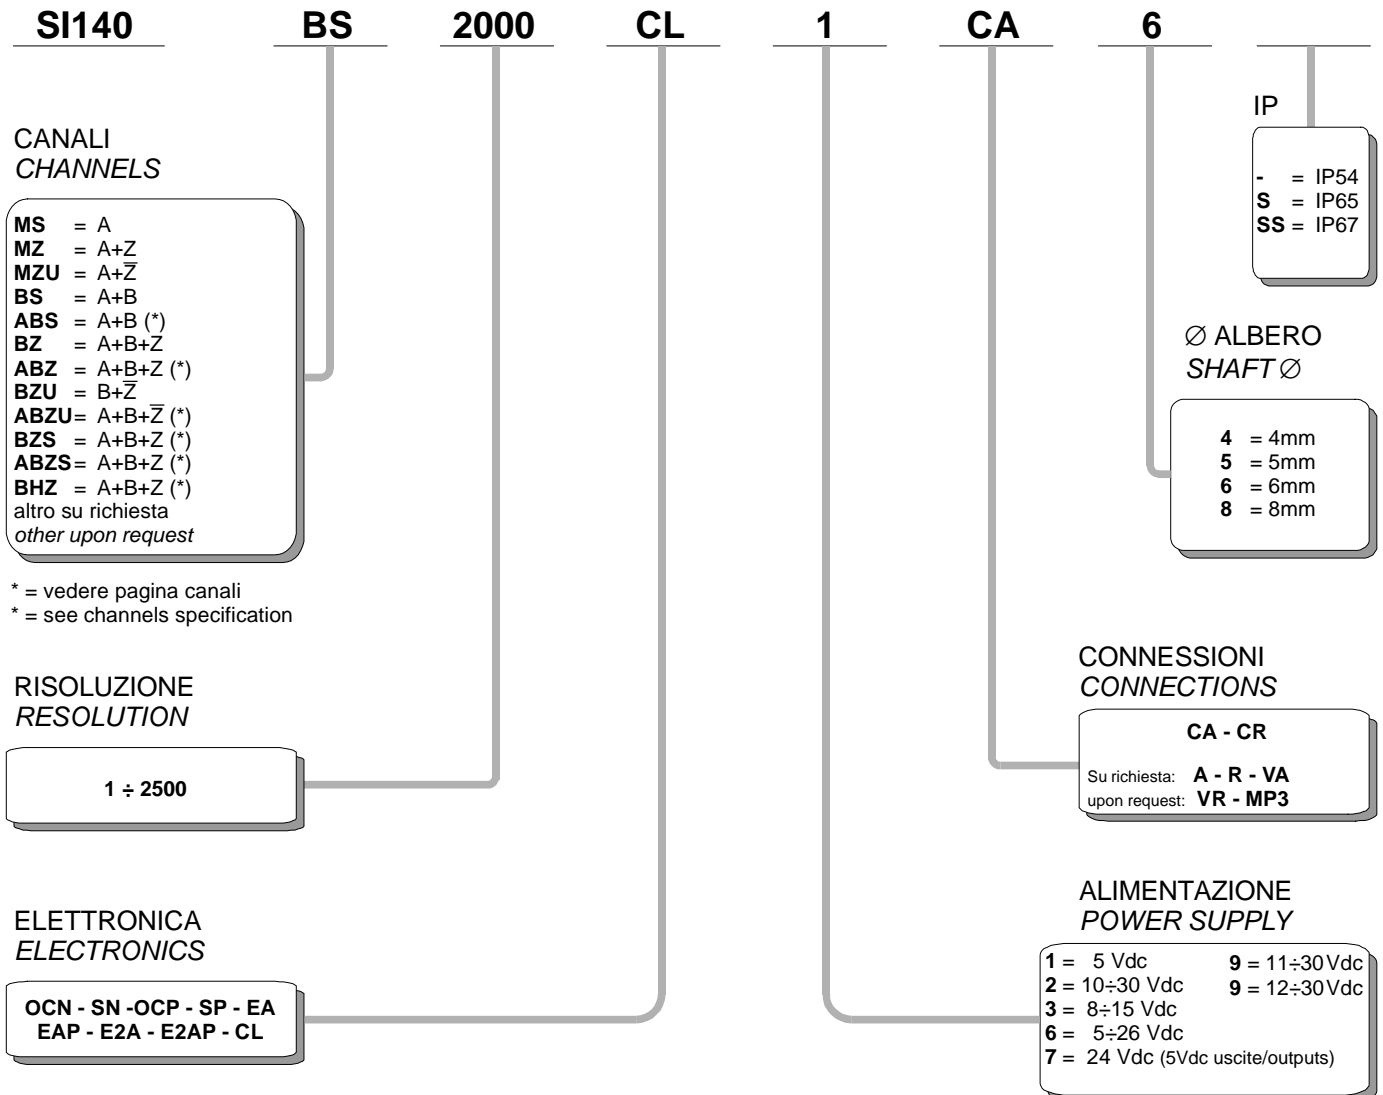 SI140 BS 2000 CL 1 CA 6
CANALI
CHANNELS
MS = A
MZ = A+Z
MZU = A+Z̅
BS = A+B
ABS = A+B (*)
BZ = A+B+Z
ABZ = A+B+Z (*)
BZU = B+Z̅
ABZU= A+B+Z̅ (*)
BZS = A+B+Z (*)
ABZS= A+B+Z (*)
BHZ = A+B+Z (*)
altro su richiesta
other upon request
* = vedere pagina canali
* = see channels specification
RISOLUZIONE
RESOLUTION
1 ÷ 2500
ELETTRONICA
ELECTRONICS
OCN - SN -OCP - SP - EA
EAP - E2A - E2AP - CL
IP
- = IP54
S = IP65
SS = IP67
∅ ALBERO
SHAFT ∅
4 = 4mm
5 = 5mm
6 = 6mm
8 = 8mm
CONNESSIONI
CONNECTIONS
CA - CR
Su richiesta: A - R - VA
upon request: VR - MP3
ALIMENTAZIONE
POWER SUPPLY
1 = 5 Vdc
2 = 10÷30 Vdc
3 = 8÷15 Vdc
6 = 5÷26 Vdc
7 = 24 Vdc (5Vdc uscite/outputs)
9 = 11÷30Vdc
9 = 12÷30Vdc